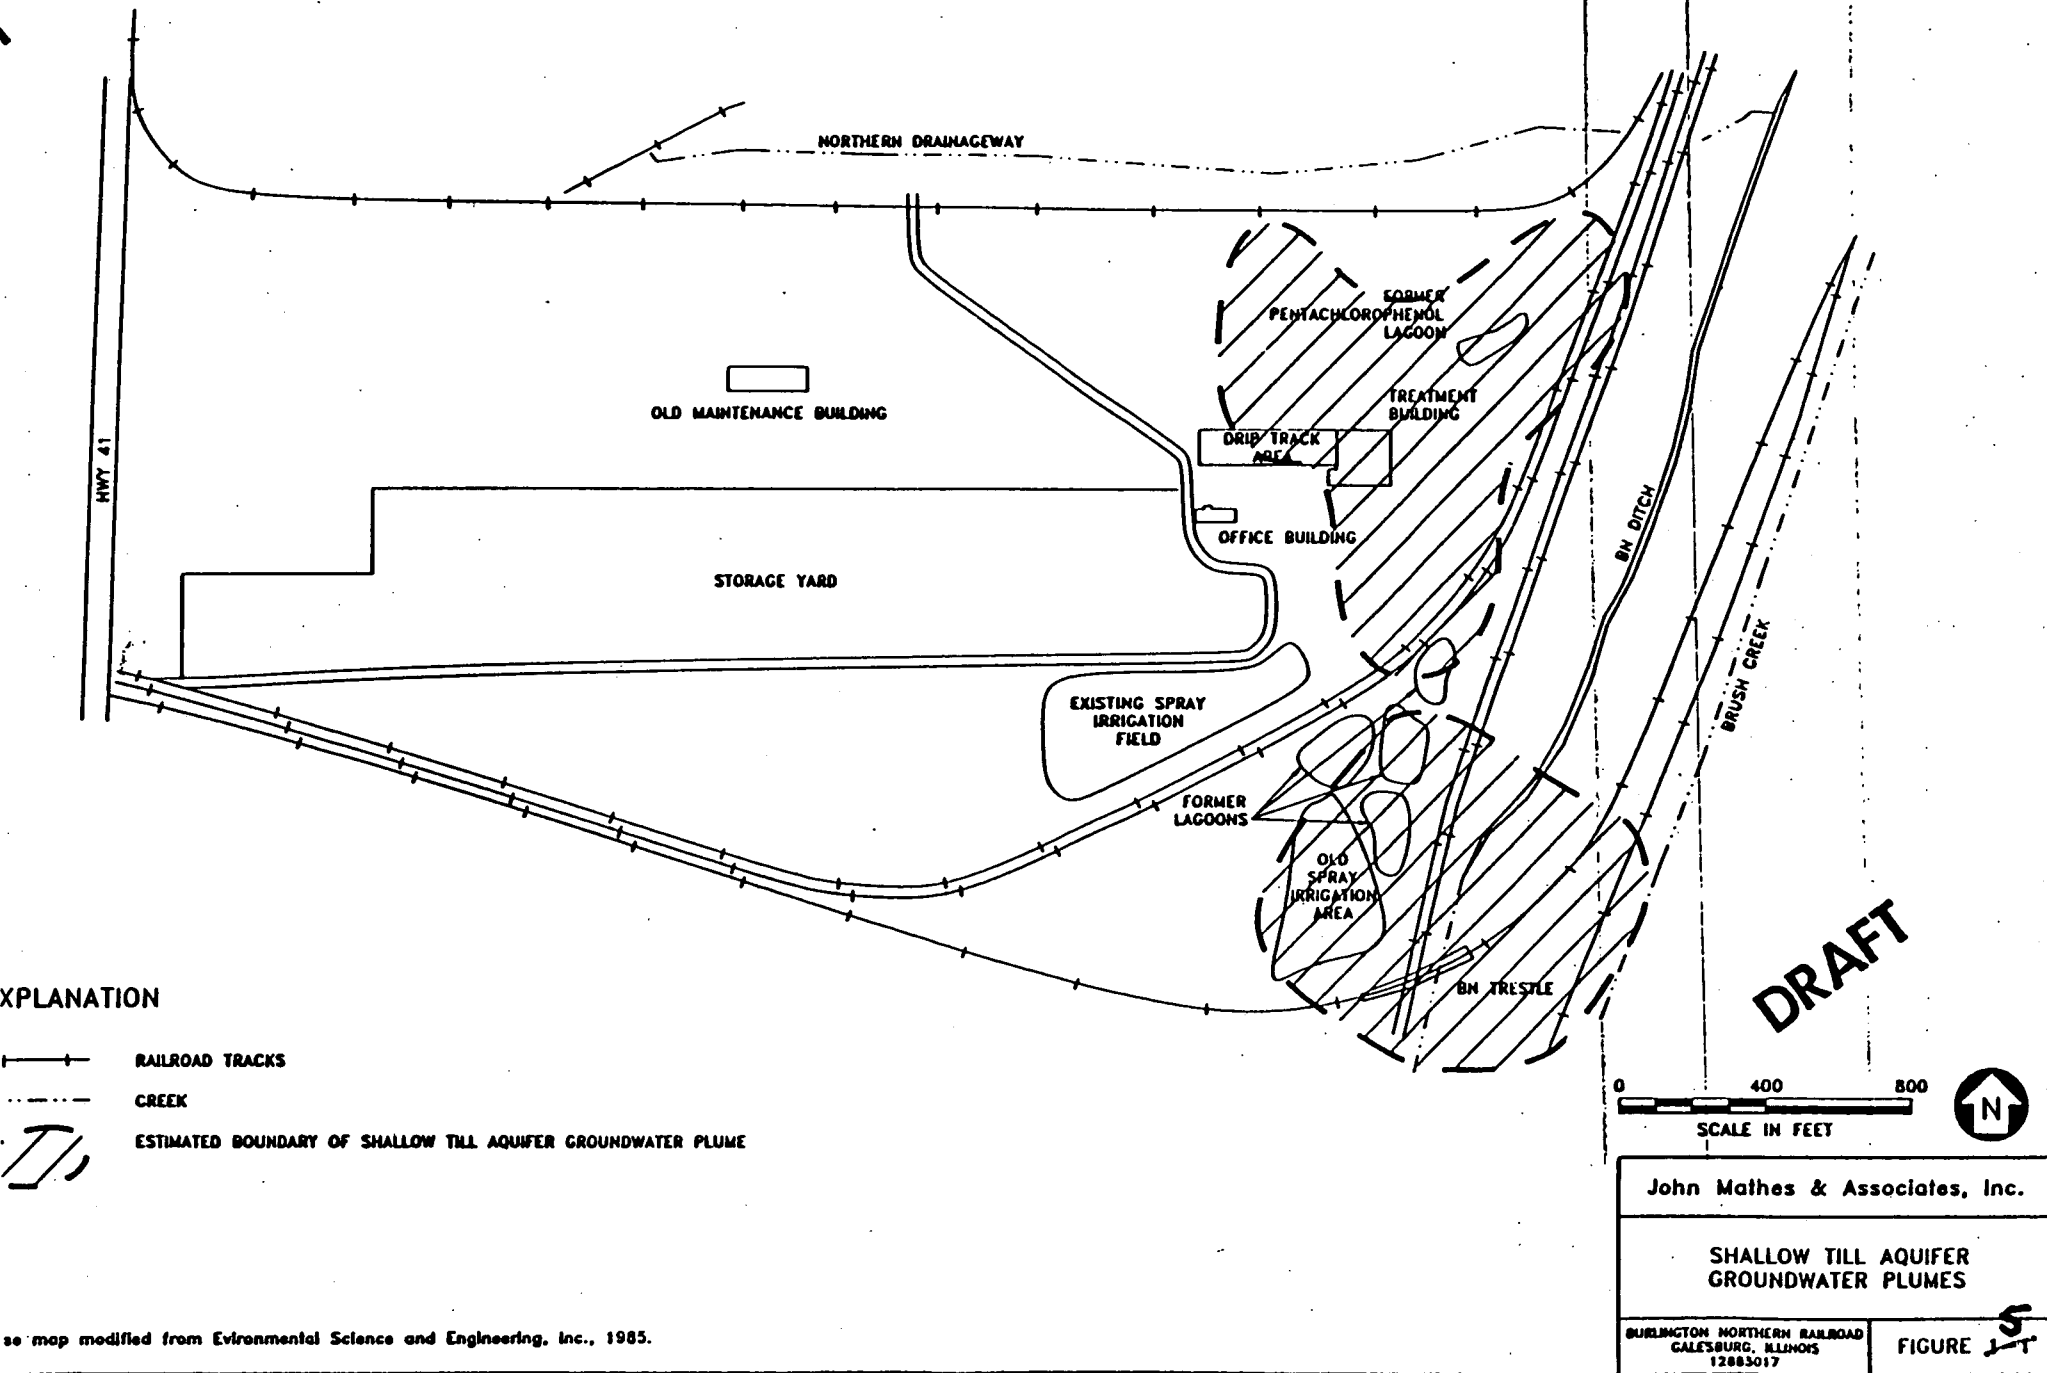 NORTHERN DRAINAGEWAY
FORMER
PENTACHLOROPHENOL
LAGOON
OLD MAINTENANCE BUILDING
TREATMENT
BUILDING
DRIP TRACK
AREA
HWY 41
OFFICE BUILDING
BN DITCH
STORAGE YARD
BRUSH CREEK
EXISTING SPRAY
IRRIGATION
FIELD
FORMER
LAGOONS
OLD
SPRAY
IRRIGATION
AREA
BN TRESTLE
DRAFT
XPLANATION
RAILROAD TRACKS
CREEK
ESTIMATED BOUNDARY OF SHALLOW TILL AQUIFER GROUNDWATER PLUME
0 400 800
SCALE IN FEET
N
John Mathes & Associates, Inc.
SHALLOW TILL AQUIFER
GROUNDWATER PLUMES
BURLINGTON NORTHERN RAILROAD
GALESBURG, ILLINOIS
12883017
FIGURE 5
se map modified from Evironmental Science and Engineering, Inc., 1985.